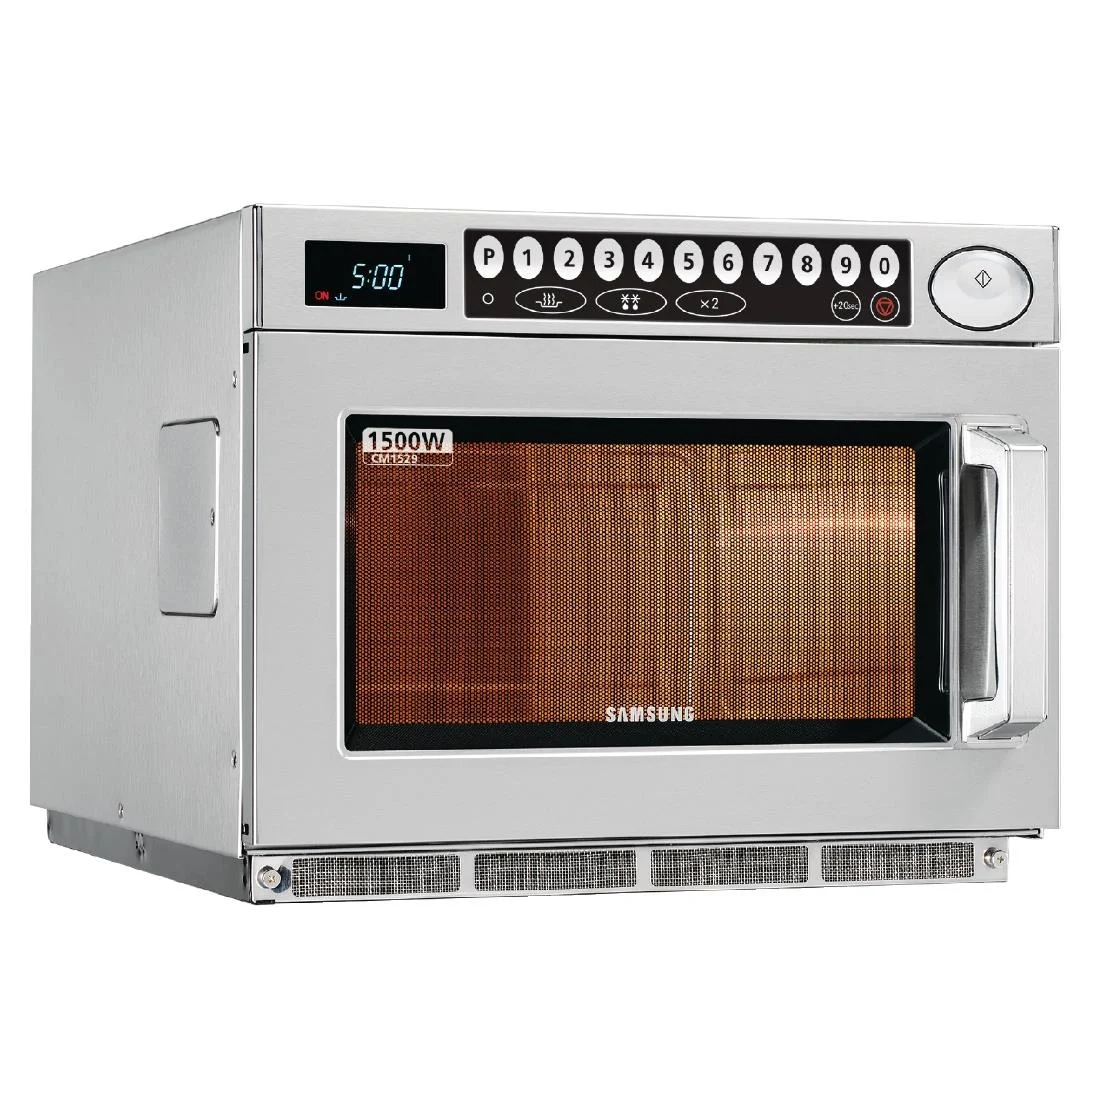 5:00
ON
P 1 2 3 4 5 6 7 8 9 0
×2 +20sec
1500W
CM1529
SAMSUNG